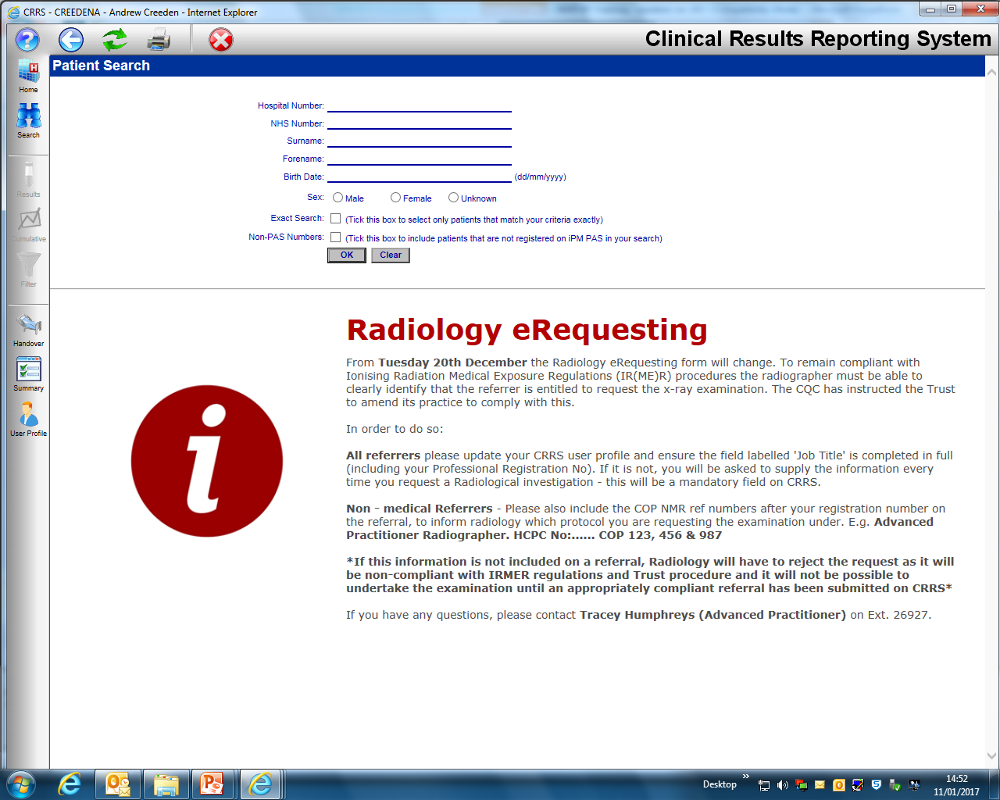 CRRS - CREEDENA - Andrew Creeden - Internet Explorer
Clinical Results Reporting System
Patient Search
Home
Search
Results
Cumulative
Filter
Handover
Summary
User Profile
Hospital Number:
NHS Number:
Surname:
Forename:
Birth Date: (dd/mm/yyyy)
Sex: Male Female Unknown
Exact Search: (Tick this box to select only patients that match your criteria exactly)
Non-PAS Numbers: (Tick this box to include patients that are not registered on iPM PAS in your search)
OK Clear
Radiology eRequesting
From Tuesday 20th December the Radiology eRequesting form will change. To remain compliant with
Ionising Radiation Medical Exposure Regulations (IR(ME)R) procedures the radiographer must be able to
clearly identify that the referrer is entitled to request the x-ray examination. The CQC has instructed the Trust
to amend its practice to comply with this.
In order to do so:
All referrers please update your CRRS user profile and ensure the field labelled 'Job Title' is completed in full
(including your Professional Registration No). If it is not, you will be asked to supply the information every
time you request a Radiological investigation - this will be a mandatory field on CRRS.
Non - medical Referrers - Please also include the COP NMR ref numbers after your registration number on
the referral, to inform radiology which protocol you are requesting the examination under. E.g. Advanced
Practitioner Radiographer. HCPC No:...... COP 123, 456 & 987
*If this information is not included on a referral, Radiology will have to reject the request as it will
be non-compliant with IRMER regulations and Trust procedure and it will not be possible to
undertake the examination until an appropriately compliant referral has been submitted on CRRS*
If you have any questions, please contact Tracey Humphreys (Advanced Practitioner) on Ext. 26927.
Desktop »
14:52
11/01/2017